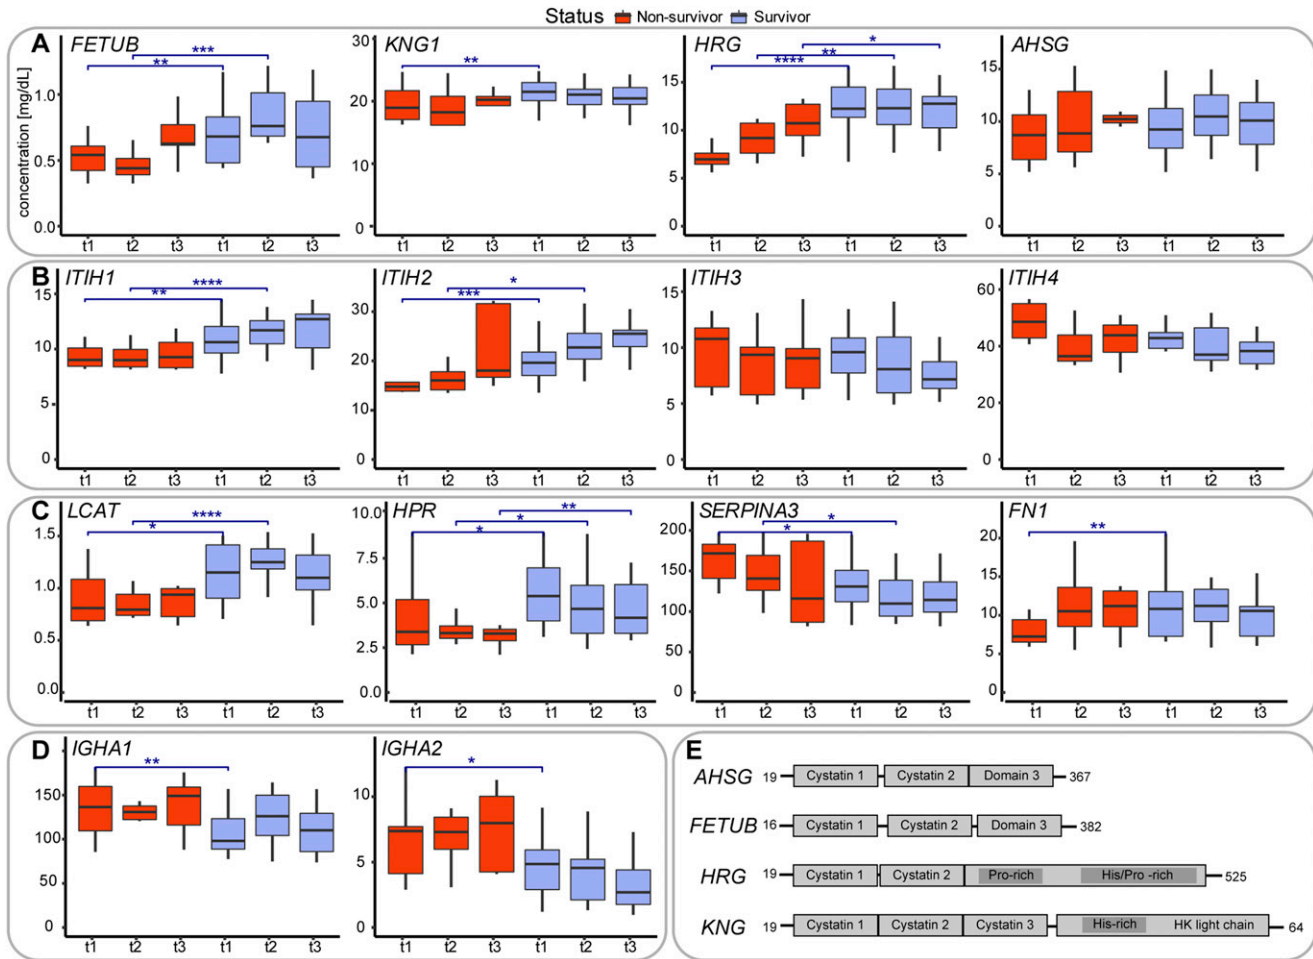 Status Non-survivor Survivor
A FETUB KNG1 HRG AHSG
*** ** ** * ** ****
concentration [mg/dL]
1.0 0.5 0.0
30 20 10 0
15 10 5 0
15 10 5 0
t1 t2 t3 t1 t2 t3 t1 t2 t3 t1 t2 t3 t1 t2 t3 t1 t2 t3 t1 t2 t3 t1 t2 t3
B ITIH1 ITIH2 ITIH3 ITIH4
**** ** * ***
15 10 5 0
30 20 10 0
15 10 5 0
60 40 20 0
t1 t2 t3 t1 t2 t3 t1 t2 t3 t1 t2 t3 t1 t2 t3 t1 t2 t3 t1 t2 t3 t1 t2 t3
C LCAT HPR SERPINA3 FN1
**** * ** * * * * **
1.5 1.0 0.5 0.0
10.0 7.5 5.0 2.5 0.0
200 150 100 50 0
20 15 10 5 0
t1 t2 t3 t1 t2 t3 t1 t2 t3 t1 t2 t3 t1 t2 t3 t1 t2 t3 t1 t2 t3 t1 t2 t3
D IGHA1 IGHA2
** *
150 100 50 0
10 5 0
t1 t2 t3 t1 t2 t3 t1 t2 t3 t1 t2 t3
E
AHSG 19 Cystatin 1 Cystatin 2 Domain 3 367
FETUB 16 Cystatin 1 Cystatin 2 Domain 3 382
HRG 19 Cystatin 1 Cystatin 2 Pro-rich His/Pro -rich 525
KNG 19 Cystatin 1 Cystatin 2 Cystatin 3 His-rich HK light chain 64